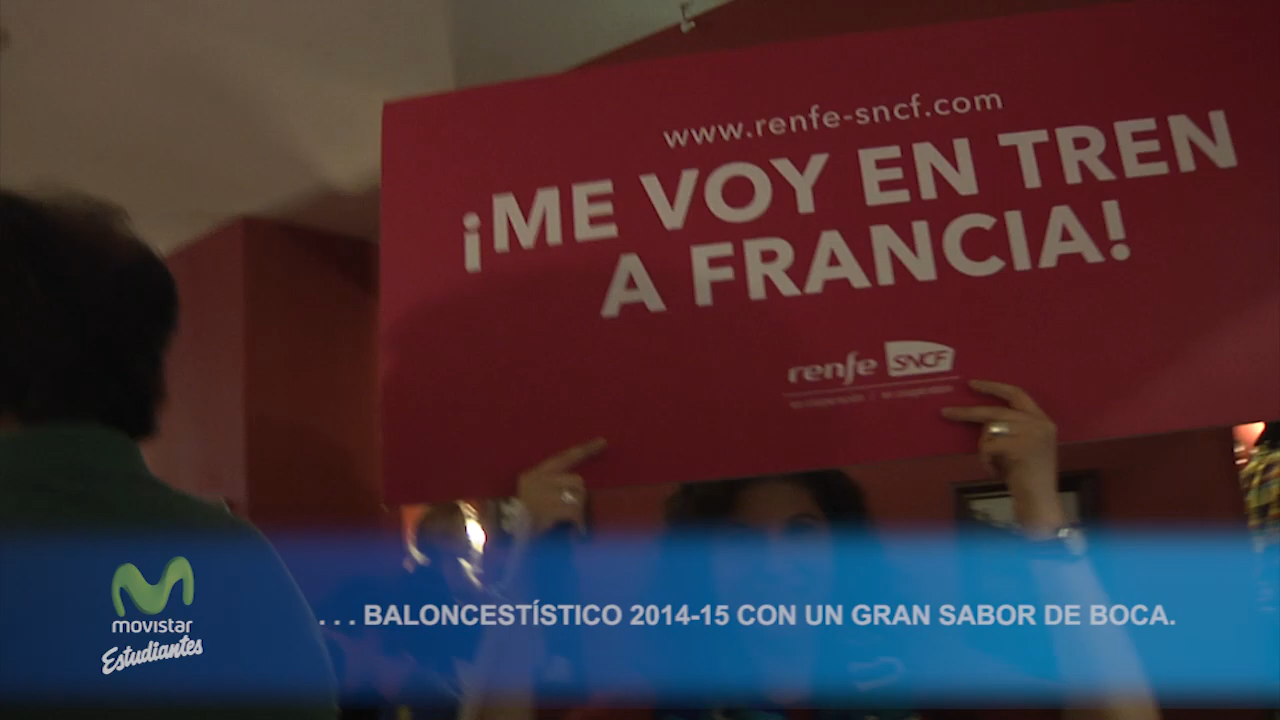 www.renfe-sncf.com
¡ME VOY EN TREN
A FRANCIA!
renfe SNCF
movistar
Estudiantes
. . . BALONCESTÍSTICO 2014-15 CON UN GRAN SABOR DE BOCA.